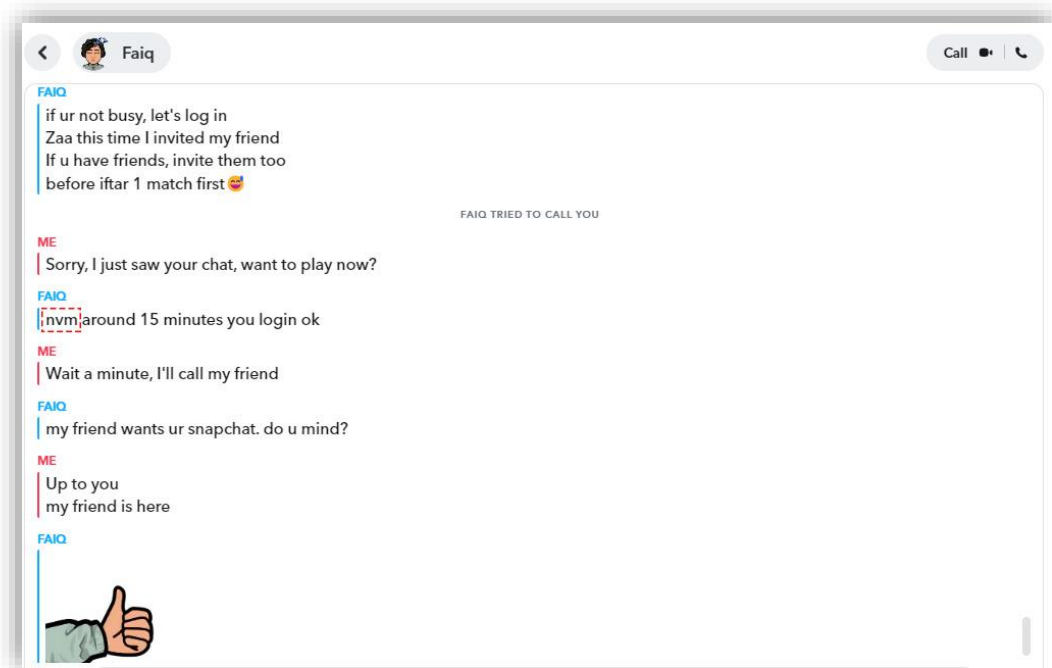 Faiq
Call
FAIQ
if ur not busy, let's log in
Zaa this time I invited my friend
If u have friends, invite them too
before iftar 1 match first😅
FAIQ TRIED TO CALL YOU
ME
Sorry, I just saw your chat, want to play now?
FAIQ
nvm around 15 minutes you login ok
ME
Wait a minute, I'll call my friend
FAIQ
my friend wants ur snapchat. do u mind?
ME
Up to you
my friend is here
FAIQ